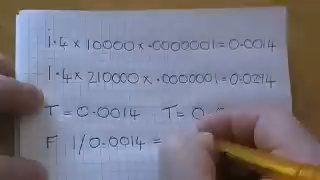 1.4 x 10000 x .0000001 = 0.0014
1.4 x 210000 x .0000001 = 0.0294
T = 0.0014 T = 0.
F 1/0.0014 =